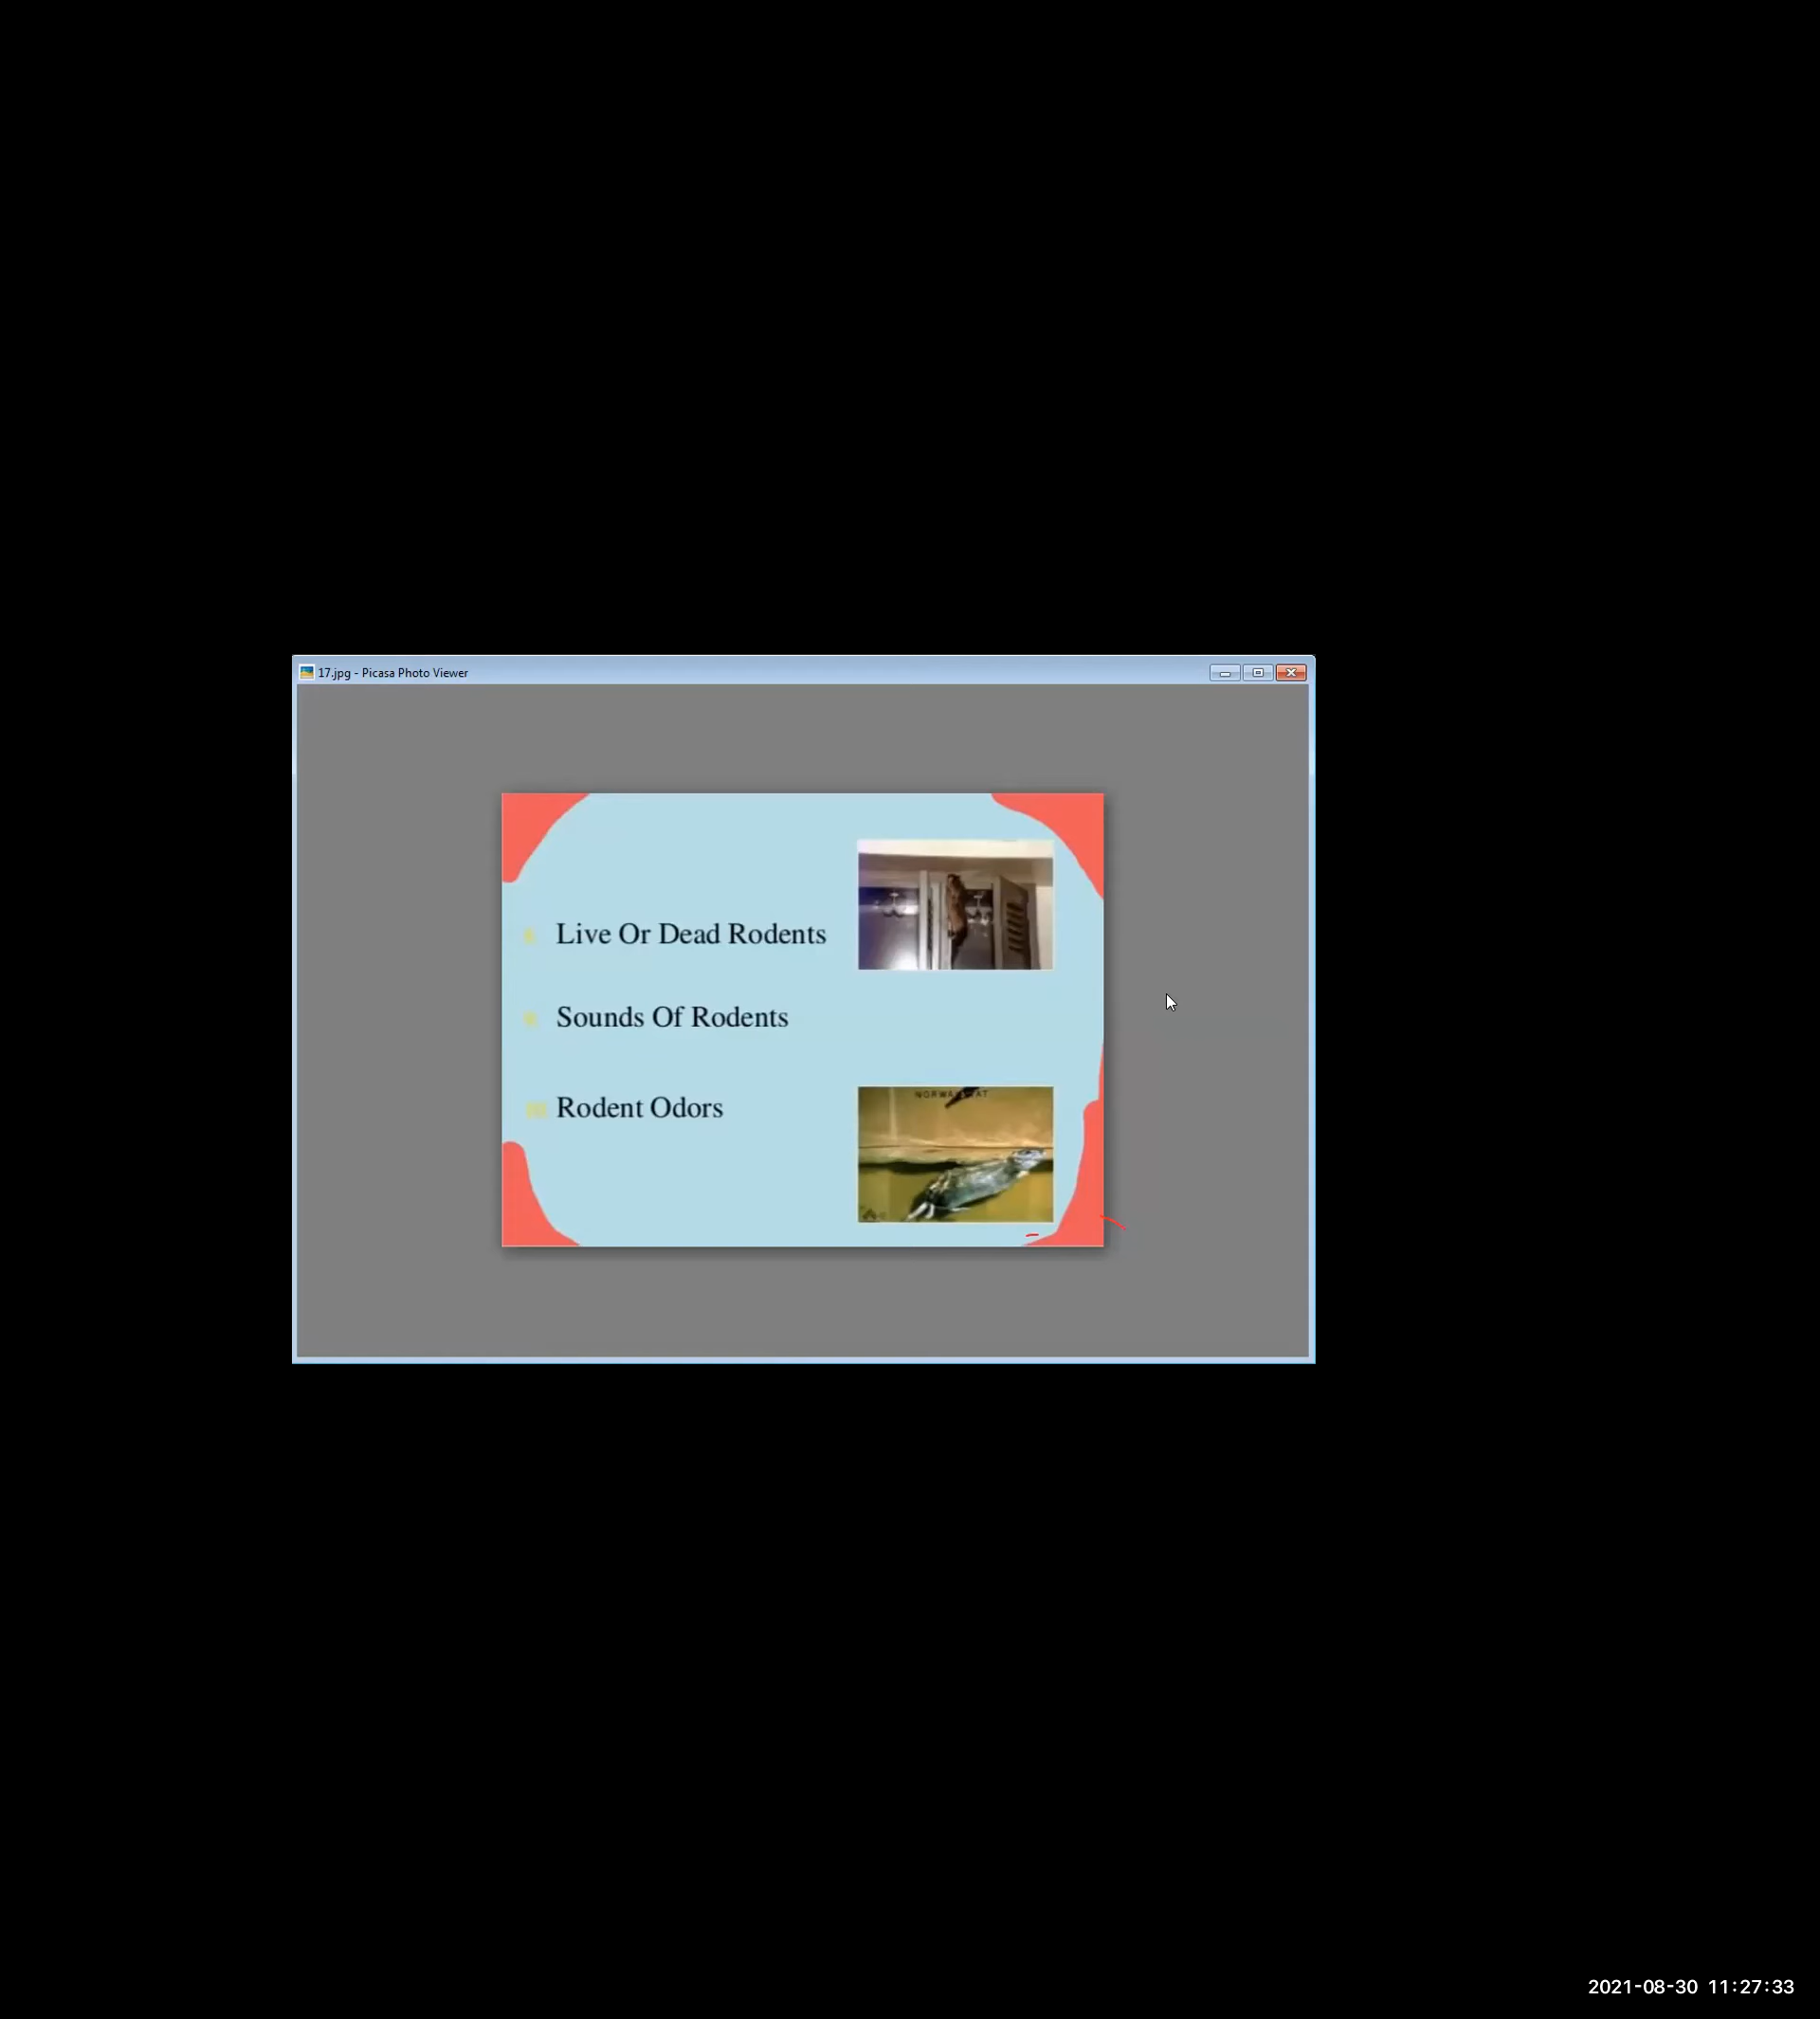 17.jpg - Picasa Photo Viewer
Live Or Dead Rodents
Sounds Of Rodents
Rodent Odors
2021-08-30 11:27:33